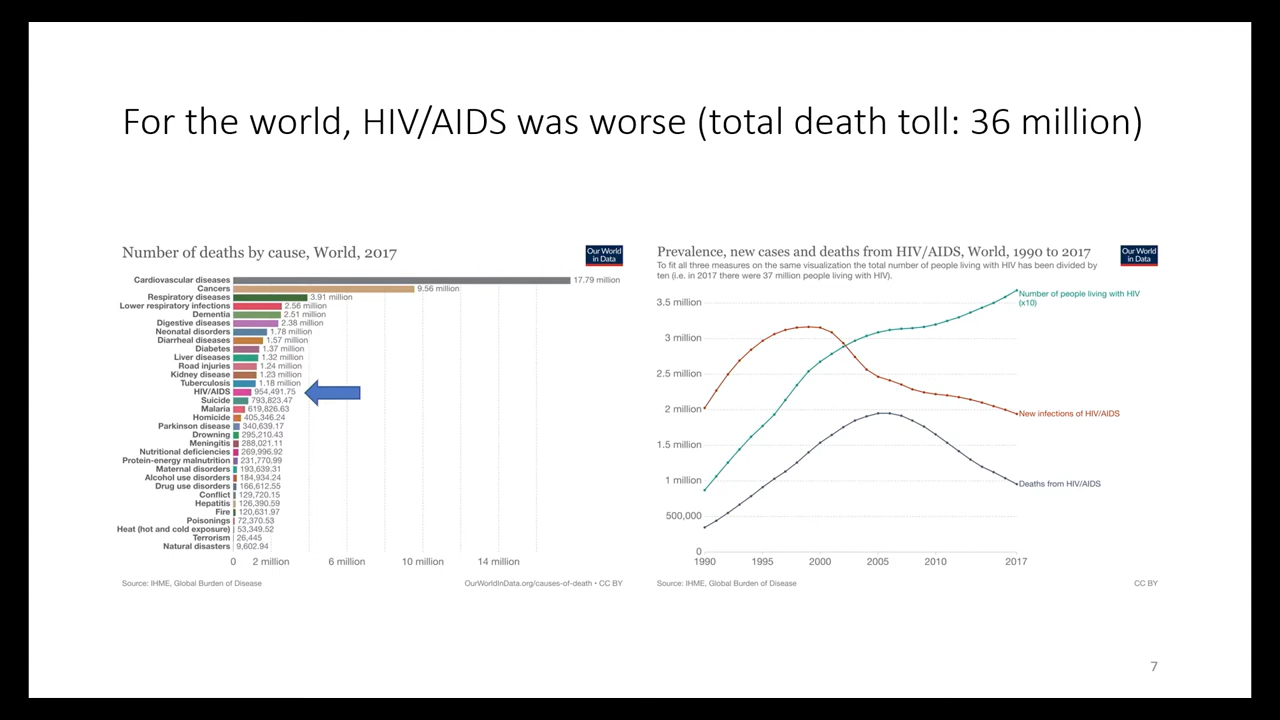 For the world, HIV/AIDS was worse (total death toll: 36 million)
Number of deaths by cause, World, 2017
Our World
in Data
Cardiovascular diseases 17.79 million
Cancers 9.56 million
Respiratory diseases 3.91 million
Lower respiratory infections 2.56 million
Dementia 2.51 million
Digestive diseases 2.38 million
Neonatal disorders 1.78 million
Diarrheal diseases 1.57 million
Diabetes 1.37 million
Liver diseases 1.32 million
Road injuries 1.24 million
Kidney disease 1.23 million
Tuberculosis 1.18 million
HIV/AIDS 954,491.75
Suicide 793,823.47
Malaria 619,826.63
Homicide 405,346.24
Parkinson disease 340,639.17
Drowning 295,210.43
Meningitis 288,021.11
Nutritional deficiencies 269,996.92
Protein-energy malnutrition 231,770.99
Maternal disorders 193,639.31
Alcohol use disorders 184,934.24
Drug use disorders 166,612.55
Conflict 129,720.15
Hepatitis 126,390.59
Fire 120,631.97
Poisonings 72,370.53
Heat (hot and cold exposure) 53,349.52
Terrorism 26,445
Natural disasters 9,602.94
0 2 million 6 million 10 million 14 million
Source: IHME, Global Burden of Disease OurWorldInData.org/causes-of-death • CC BY
Prevalence, new cases and deaths from HIV/AIDS, World, 1990 to 2017
To fit all three measures on the same visualization the total number of people living with HIV has been divided by
ten (i.e. in 2017 there were 37 million people living with HIV).
Our World
in Data
Number of people living with HIV
(x10)
3.5 million
3 million
2.5 million
2 million
New infections of HIV/AIDS
1.5 million
1 million
Deaths from HIV/AIDS
500,000
0
1990 1995 2000 2005 2010 2017
Source: IHME, Global Burden of Disease CC BY
7